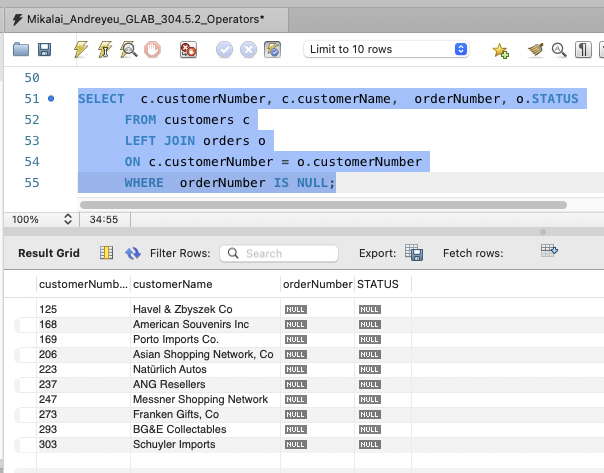 Mikalai_Andreyeu_GLAB_304.5.2_Operators*
Limit to 10 rows
50
51 SELECT c.customerNumber, c.customerName, orderNumber, o.STATUS
52 FROM customers c
53 LEFT JOIN orders o
54 ON c.customerNumber = o.customerNumber
55 WHERE orderNumber IS NULL;
100% 34:55
Result Grid Filter Rows: Search Export: Fetch rows:
customerNumb... customerName orderNumber STATUS
125 Havel & Zbyszek Co NULL NULL
168 American Souvenirs Inc NULL NULL
169 Porto Imports Co. NULL NULL
206 Asian Shopping Network, Co NULL NULL
223 Natürlich Autos NULL NULL
237 ANG Resellers NULL NULL
247 Messner Shopping Network NULL NULL
273 Franken Gifts, Co NULL NULL
293 BG&E Collectables NULL NULL
303 Schuyler Imports NULL NULL